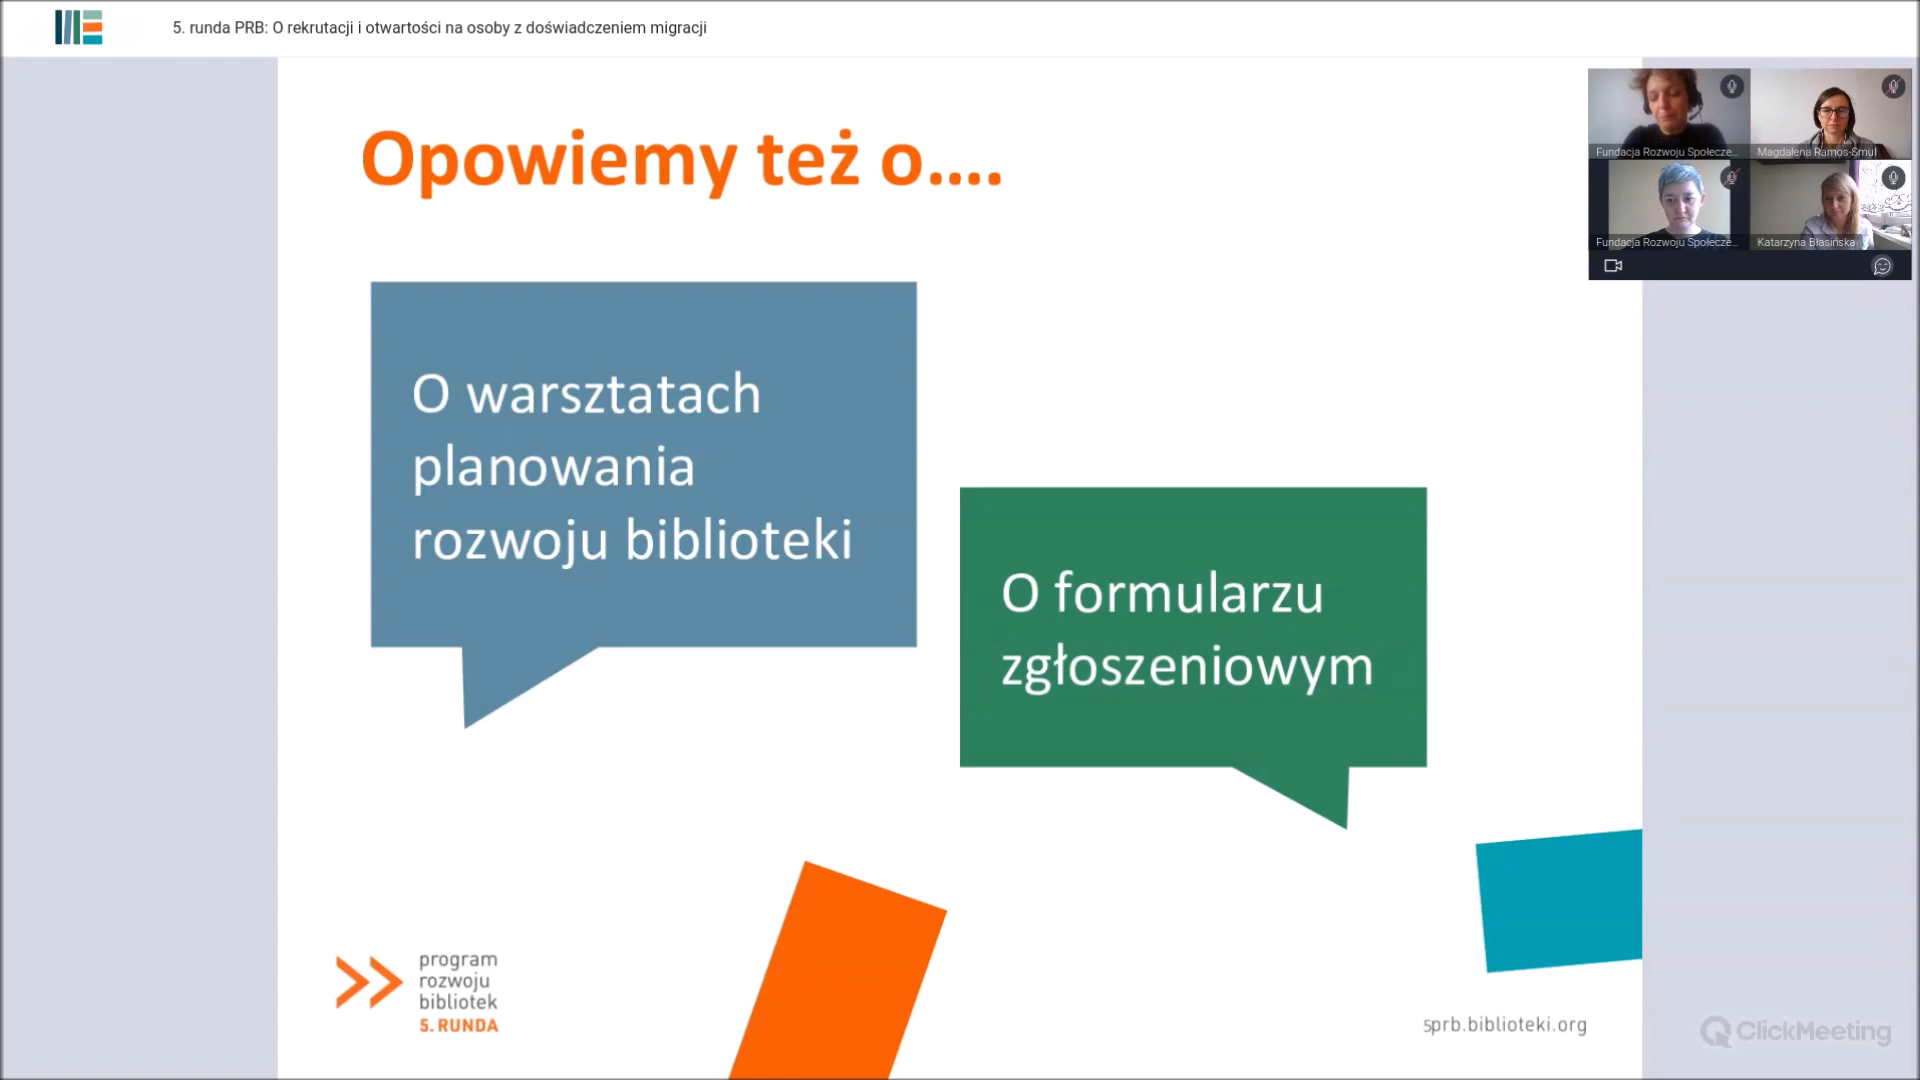 5. runda PRB: O rekrutacji i otwartości na osoby z doświadczeniem migracji
Opowiemy też o....
Fundacja Rozwoju Społecze...
Magdalena Ramos-Smul
Fundacja Rozwoju Społecze...
Katarzyna Błasińska
O warsztatach
planowania
rozwoju biblioteki
O formularzu
zgłoszeniowym
program
rozwoju
bibliotek
5. RUNDA
5prb.biblioteki.org
ClickMeeting